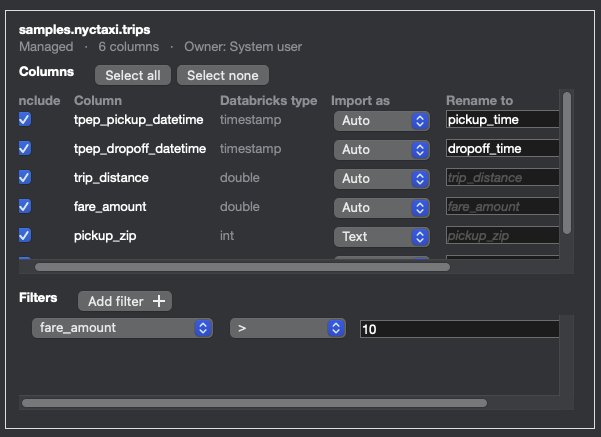 samples.nyctaxi.trips
Managed · 6 columns · Owner: System user
Columns Select all Select none
nclude Column Databricks type Import as Rename to
tpep_pickup_datetime timestamp Auto pickup_time
tpep_dropoff_datetime timestamp Auto dropoff_time
trip_distance double Auto trip_distance
fare_amount double Auto fare_amount
pickup_zip int Text pickup_zip
Filters Add filter +
fare_amount > 10